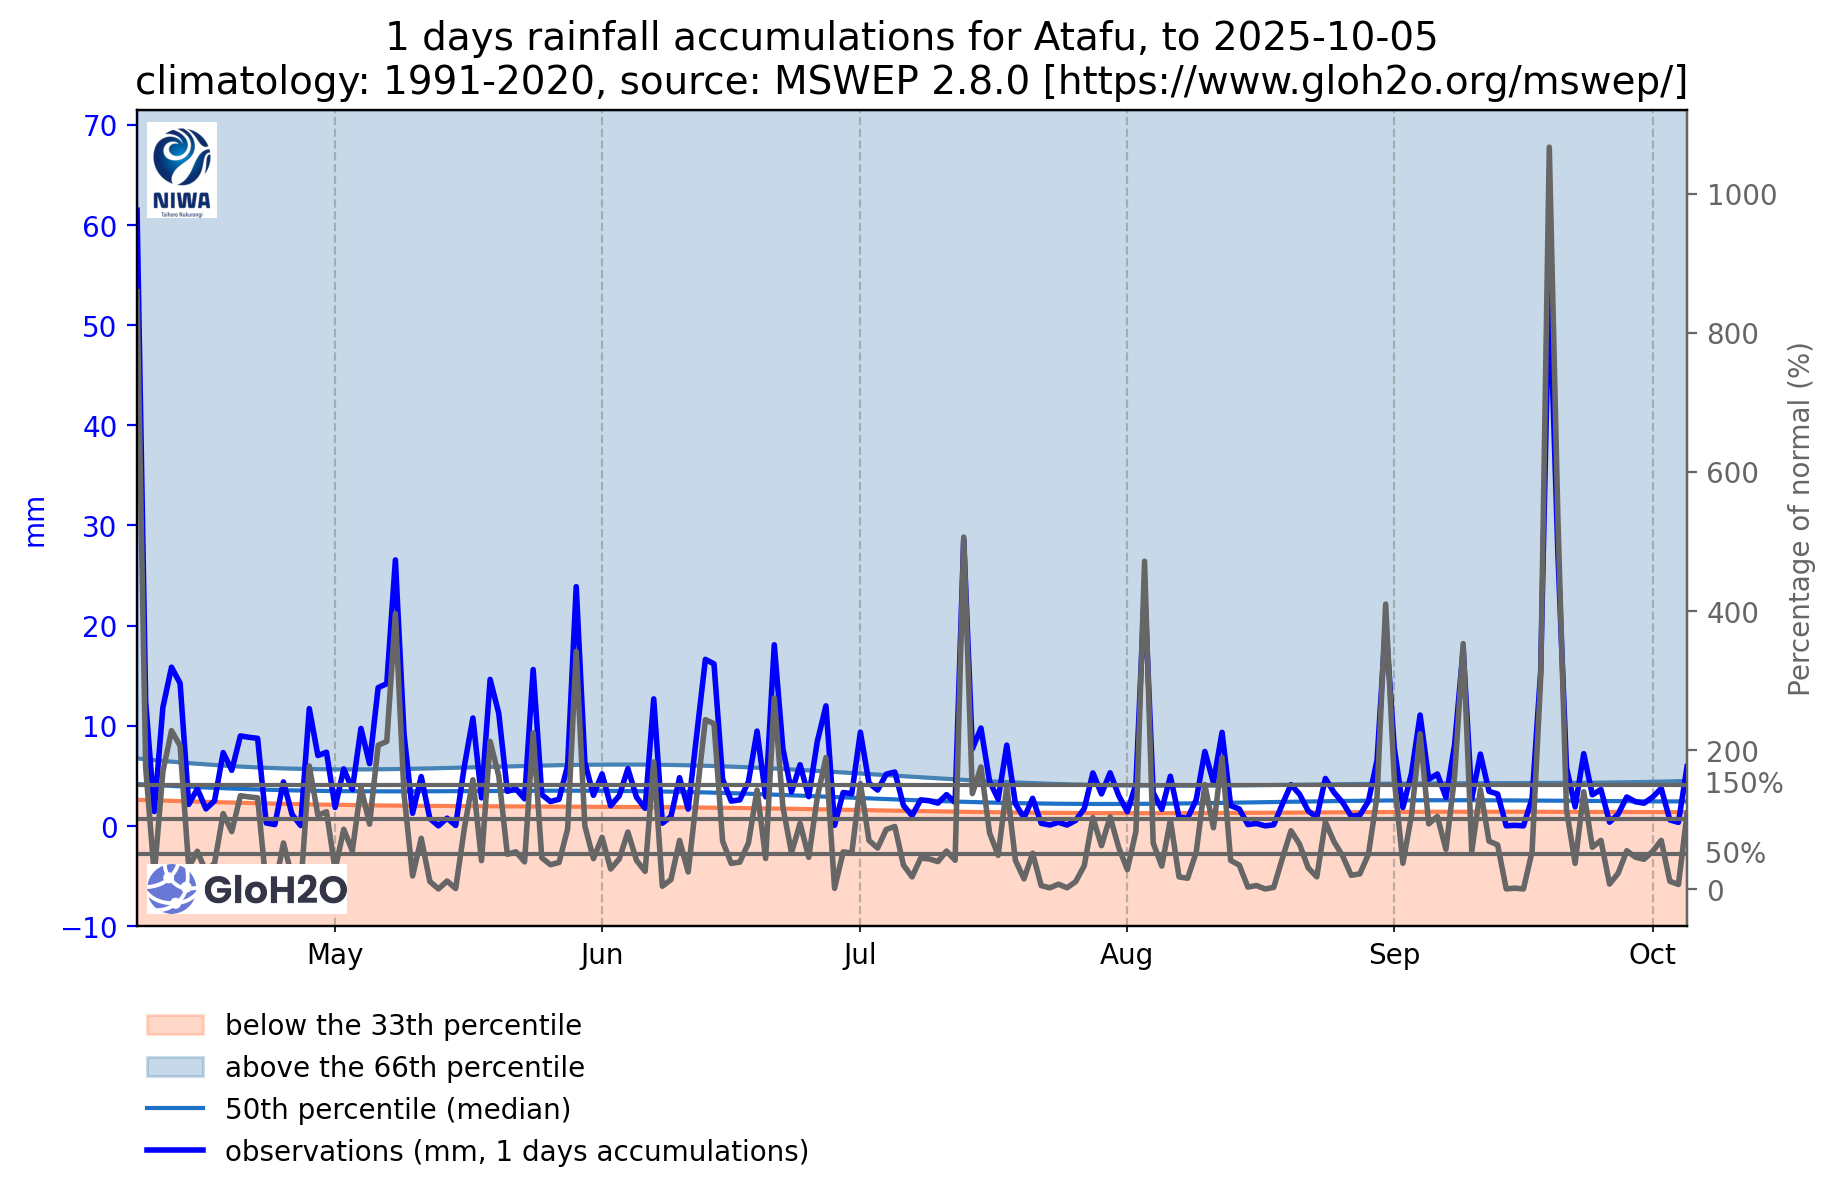 1 days rainfall accumulations for Atafu, to 2025-10-05
climatology: 1991-2020, source: MSWEP 2.8.0 [https://www.gloh2o.org/mswep/]
NIWA
Taihoro Nukurangi
70
60
50
40
30
20
10
0
−10
mm
1000
800
600
400
200
150%
50%
0
Percentage of normal (%)
GloH2O
May Jun Jul Aug Sep Oct
below the 33th percentile
above the 66th percentile
50th percentile (median)
observations (mm, 1 days accumulations)